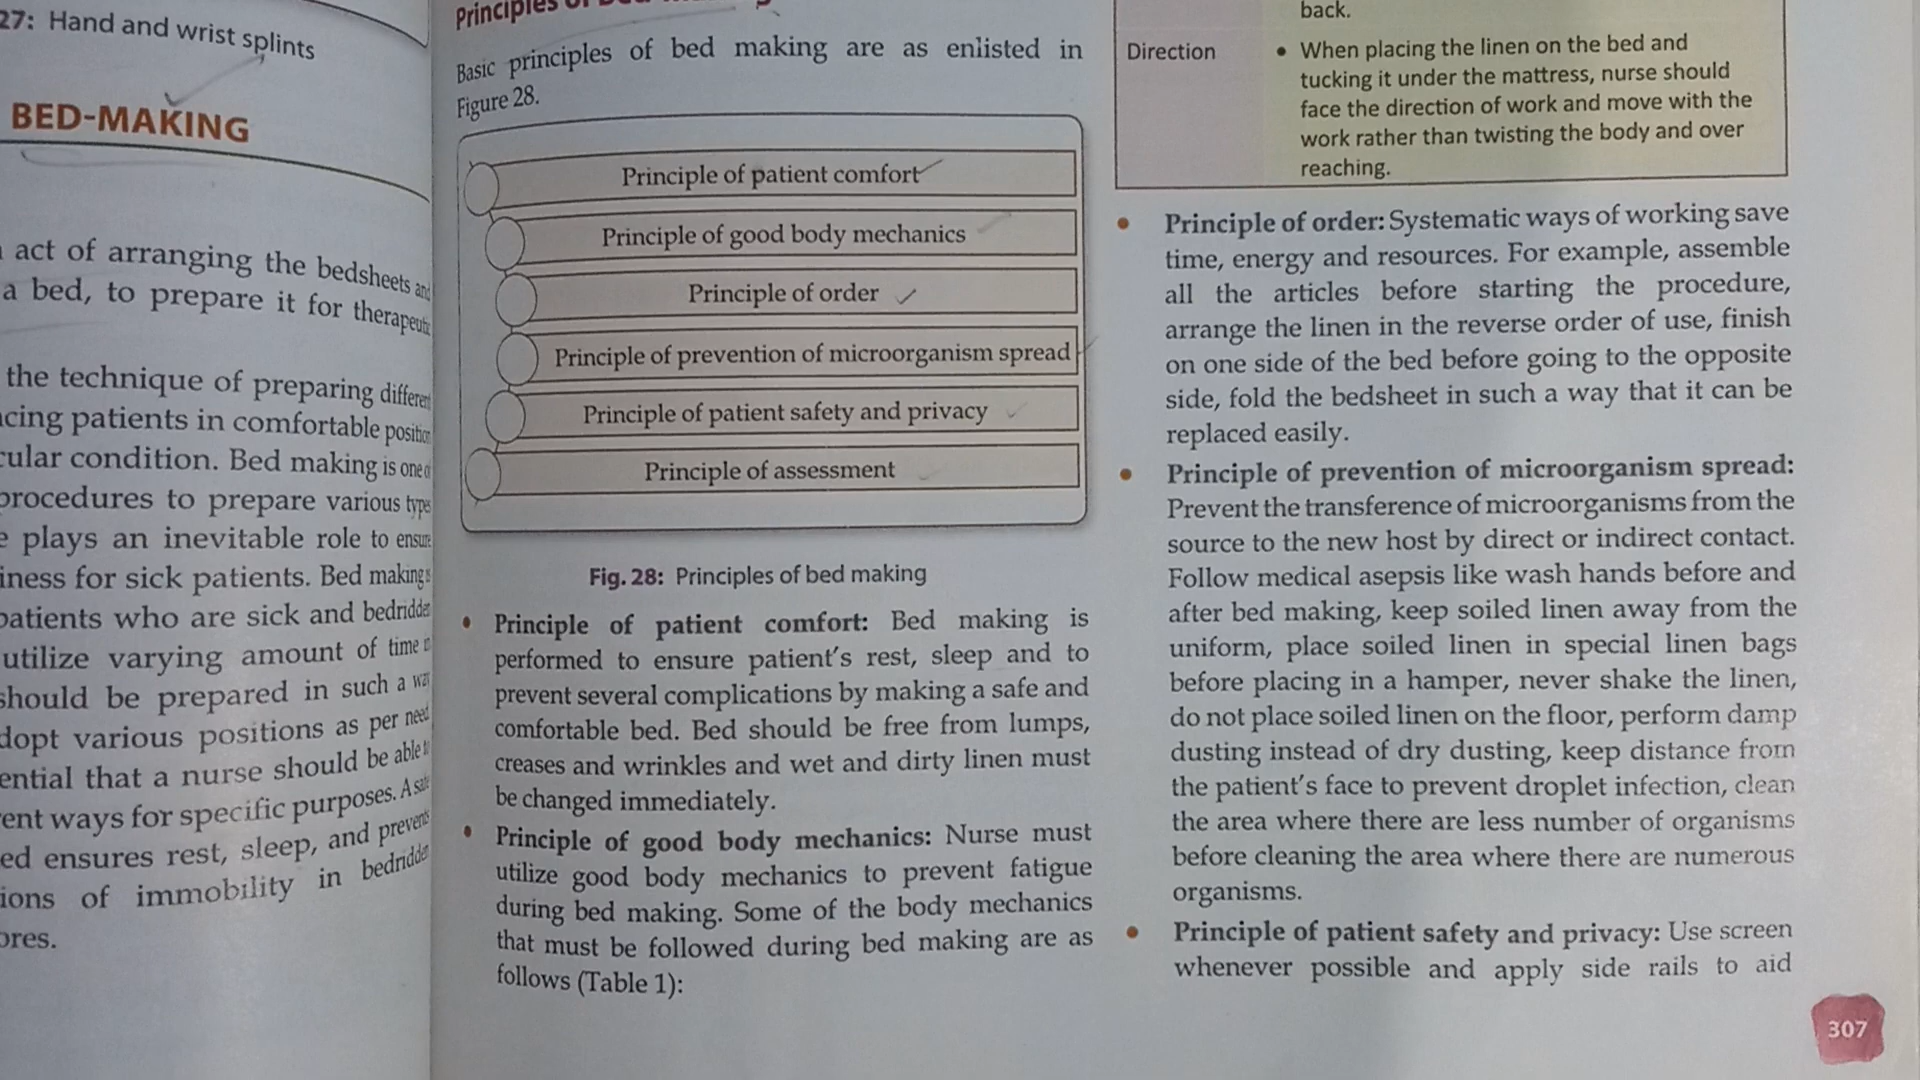 27: Hand and wrist splints
BED-MAKING
act of arranging the bedsheets and
a bed, to prepare it for therapeutic
the technique of preparing different
cing patients in comfortable position
cular condition. Bed making is one
procedures to prepare various types
plays an inevitable role to ensure
iness for sick patients. Bed making
patients who are sick and bedridden
utilize varying amount of time
should be prepared in such a way
dopt various positions as per need
ential that a nurse should be able
ent ways for specific purposes. A safe
ed ensures rest, sleep, and prevents
ions of immobility in bedridden
ores.
Principles of
Basic principles of bed making are as enlisted in
Figure 28.
Principle of patient comfort
Principle of good body mechanics
Principle of order
Principle of prevention of microorganism spread
Principle of patient safety and privacy
Principle of assessment
Fig. 28: Principles of bed making
• Principle of patient comfort: Bed making is
performed to ensure patient's rest, sleep and to
prevent several complications by making a safe and
comfortable bed. Bed should be free from lumps,
creases and wrinkles and wet and dirty linen must
be changed immediately.
• Principle of good body mechanics: Nurse must
utilize good body mechanics to prevent fatigue
during bed making. Some of the body mechanics
that must be followed during bed making are as
follows (Table 1):
back.
Direction
• When placing the linen on the bed and
tucking it under the mattress, nurse should
face the direction of work and move with the
work rather than twisting the body and over
reaching.
• Principle of order: Systematic ways of working save
time, energy and resources. For example, assemble
all the articles before starting the procedure,
arrange the linen in the reverse order of use, finish
on one side of the bed before going to the opposite
side, fold the bedsheet in such a way that it can be
replaced easily.
• Principle of prevention of microorganism spread:
Prevent the transference of microorganisms from the
source to the new host by direct or indirect contact.
Follow medical asepsis like wash hands before and
after bed making, keep soiled linen away from the
uniform, place soiled linen in special linen bags
before placing in a hamper, never shake the linen,
do not place soiled linen on the floor, perform damp
dusting instead of dry dusting, keep distance from
the patient's face to prevent droplet infection, clean
the area where there are less number of organisms
before cleaning the area where there are numerous
organisms.
• Principle of patient safety and privacy: Use screen
whenever possible and apply side rails to aid
307